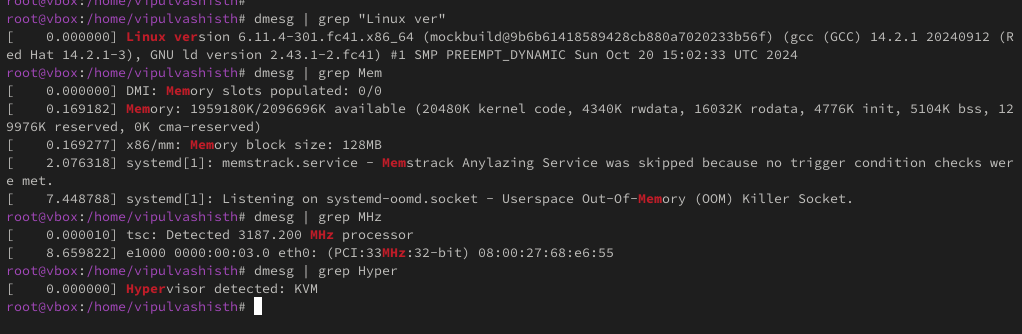 root@vbox:/home/vipulvashisth#
root@vbox:/home/vipulvashisth# dmesg | grep "Linux ver"
[    0.000000] Linux version 6.11.4-301.fc41.x86_64 (mockbuild@9b6b61418589428cb880a7020233b56f) (gcc (GCC) 14.2.1 20240912 (R
ed Hat 14.2.1-3), GNU ld version 2.43.1-2.fc41) #1 SMP PREEMPT_DYNAMIC Sun Oct 20 15:02:33 UTC 2024
root@vbox:/home/vipulvashisth# dmesg | grep Mem
[    0.000000] DMI: Memory slots populated: 0/0
[    0.169182] Memory: 1959180K/2096696K available (20480K kernel code, 4340K rwdata, 16032K rodata, 4776K init, 5104K bss, 12
9976K reserved, 0K cma-reserved)
[    0.169277] x86/mm: Memory block size: 128MB
[    2.076318] systemd[1]: memstrack.service - Memstrack Anylazing Service was skipped because no trigger condition checks wer
e met.
[    7.448788] systemd[1]: Listening on systemd-oomd.socket - Userspace Out-Of-Memory (OOM) Killer Socket.
root@vbox:/home/vipulvashisth# dmesg | grep MHz
[    0.000010] tsc: Detected 3187.200 MHz processor
[    8.659822] e1000 0000:00:03.0 eth0: (PCI:33MHz:32-bit) 08:00:27:68:e6:55
root@vbox:/home/vipulvashisth# dmesg | grep Hyper
[    0.000000] Hypervisor detected: KVM
root@vbox:/home/vipulvashisth#